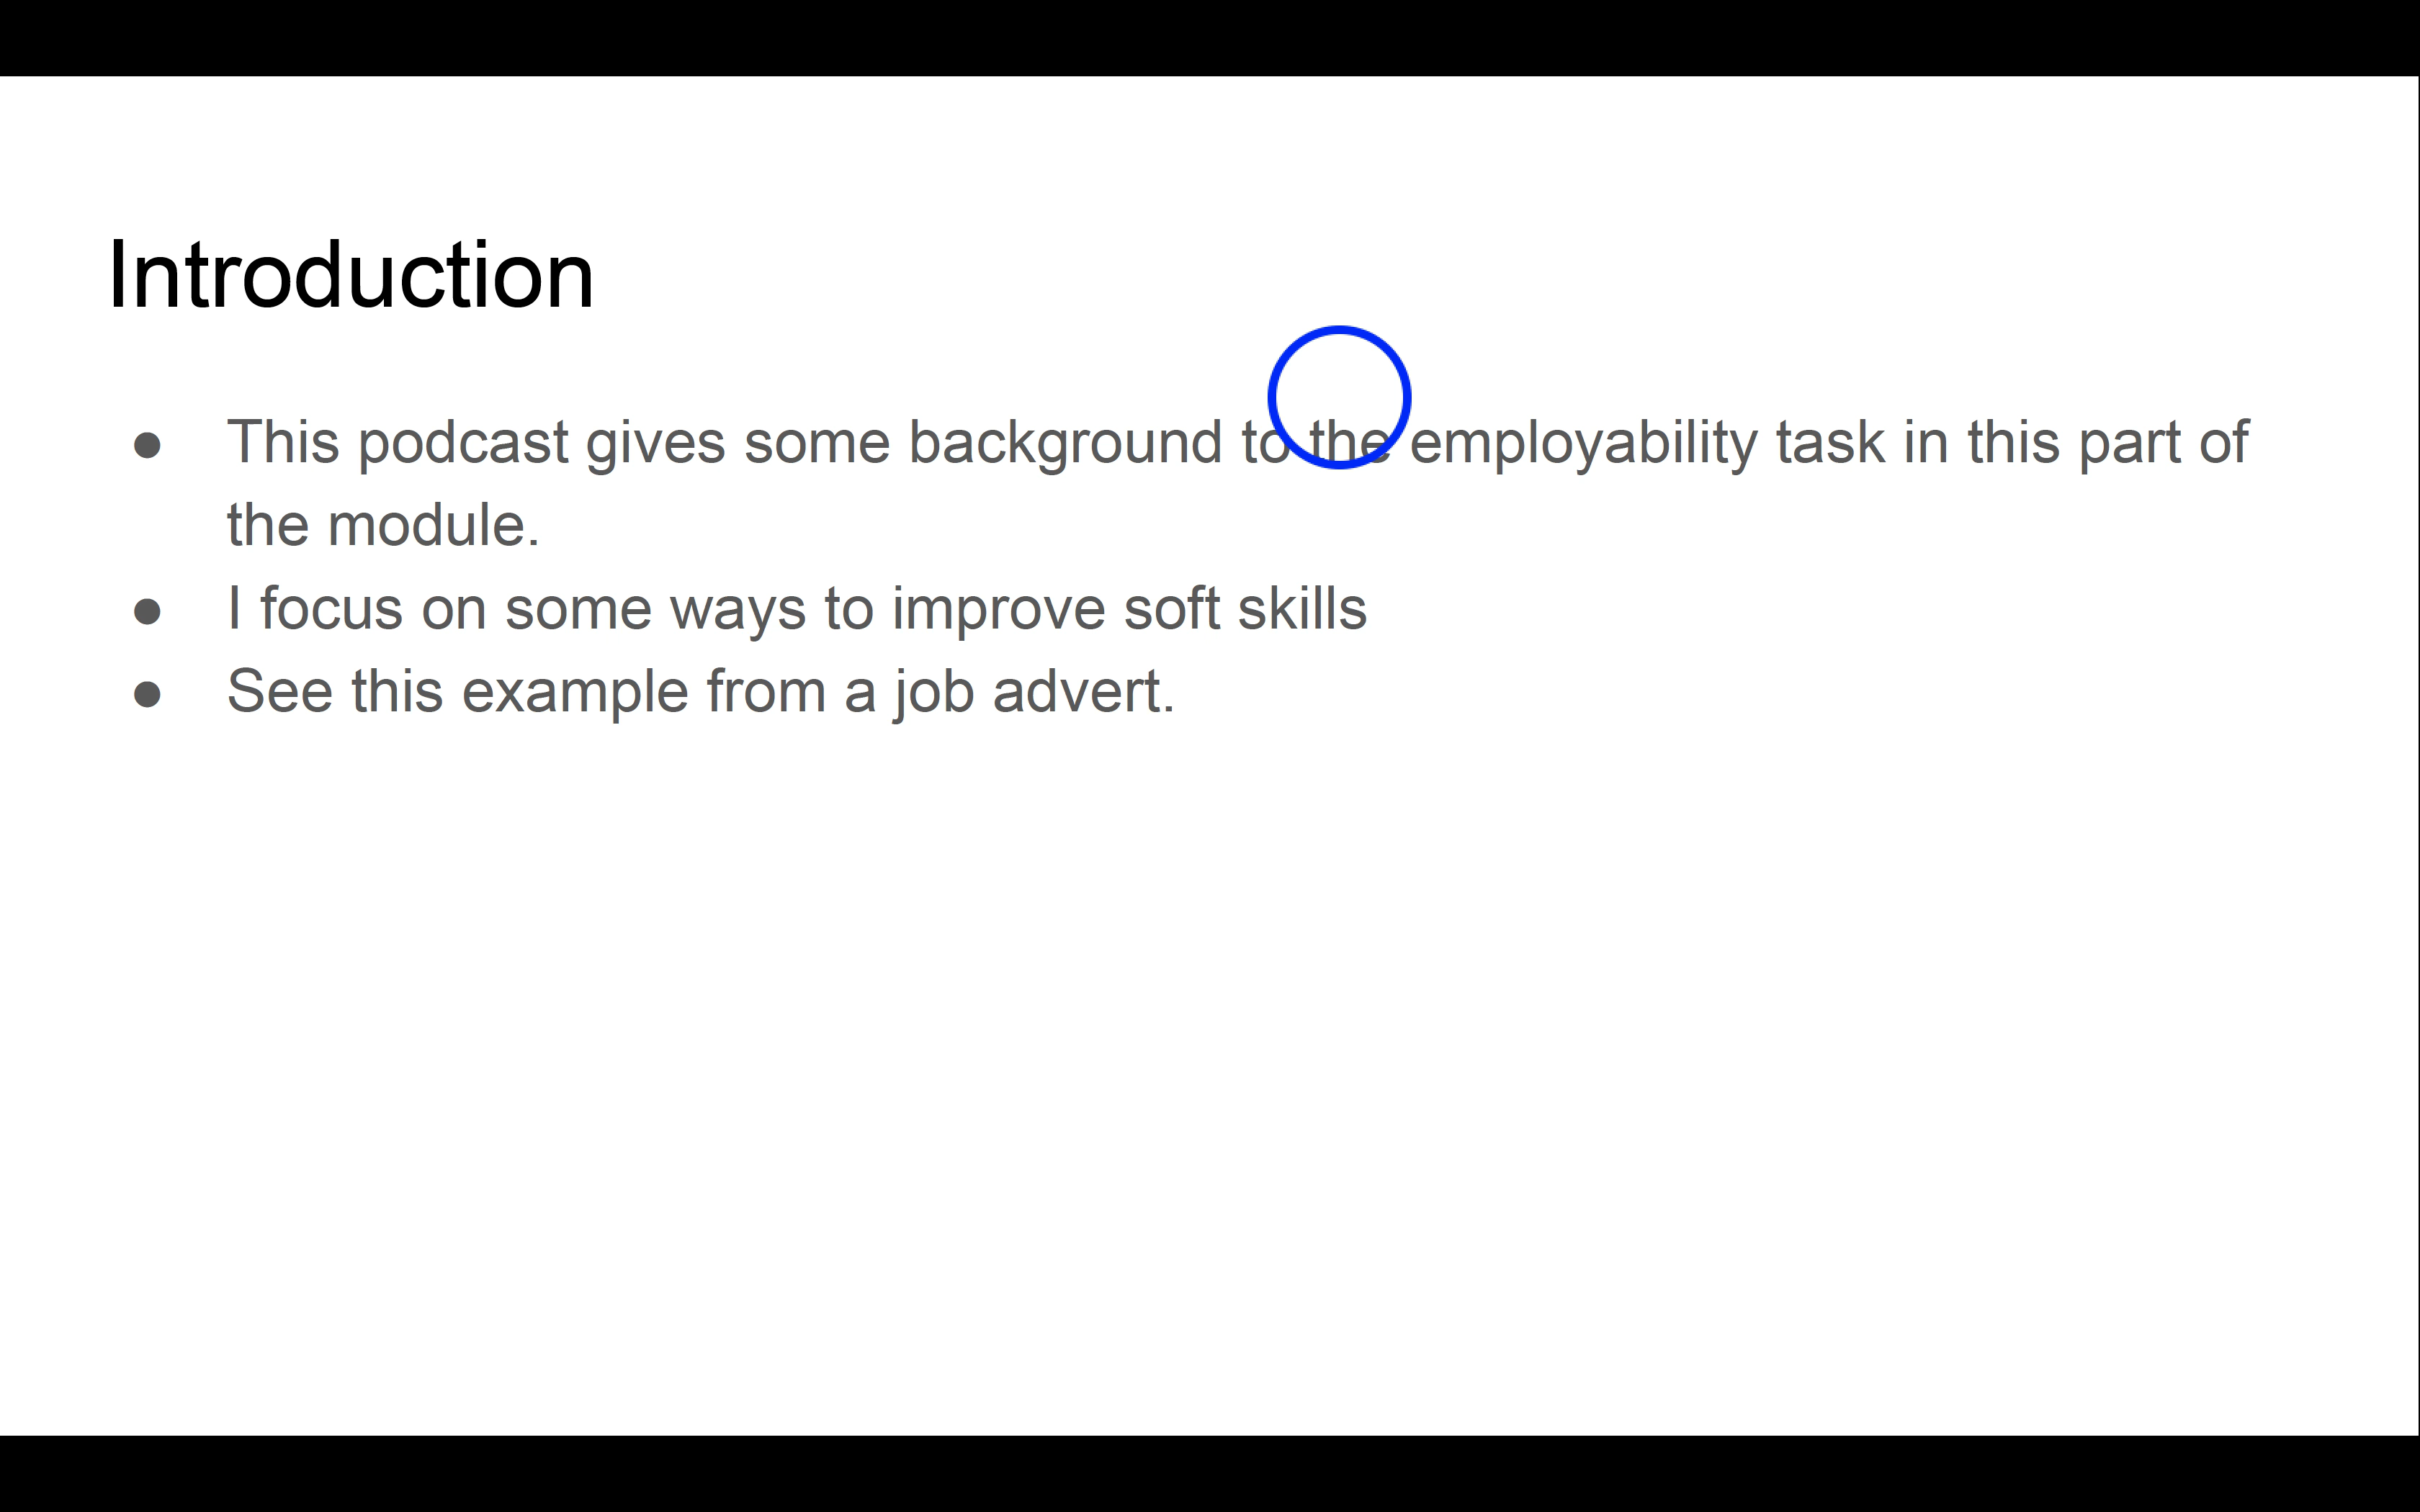 Introduction
● This podcast gives some background to the employability task in this part of
the module.
● I focus on some ways to improve soft skills
● See this example from a job advert.